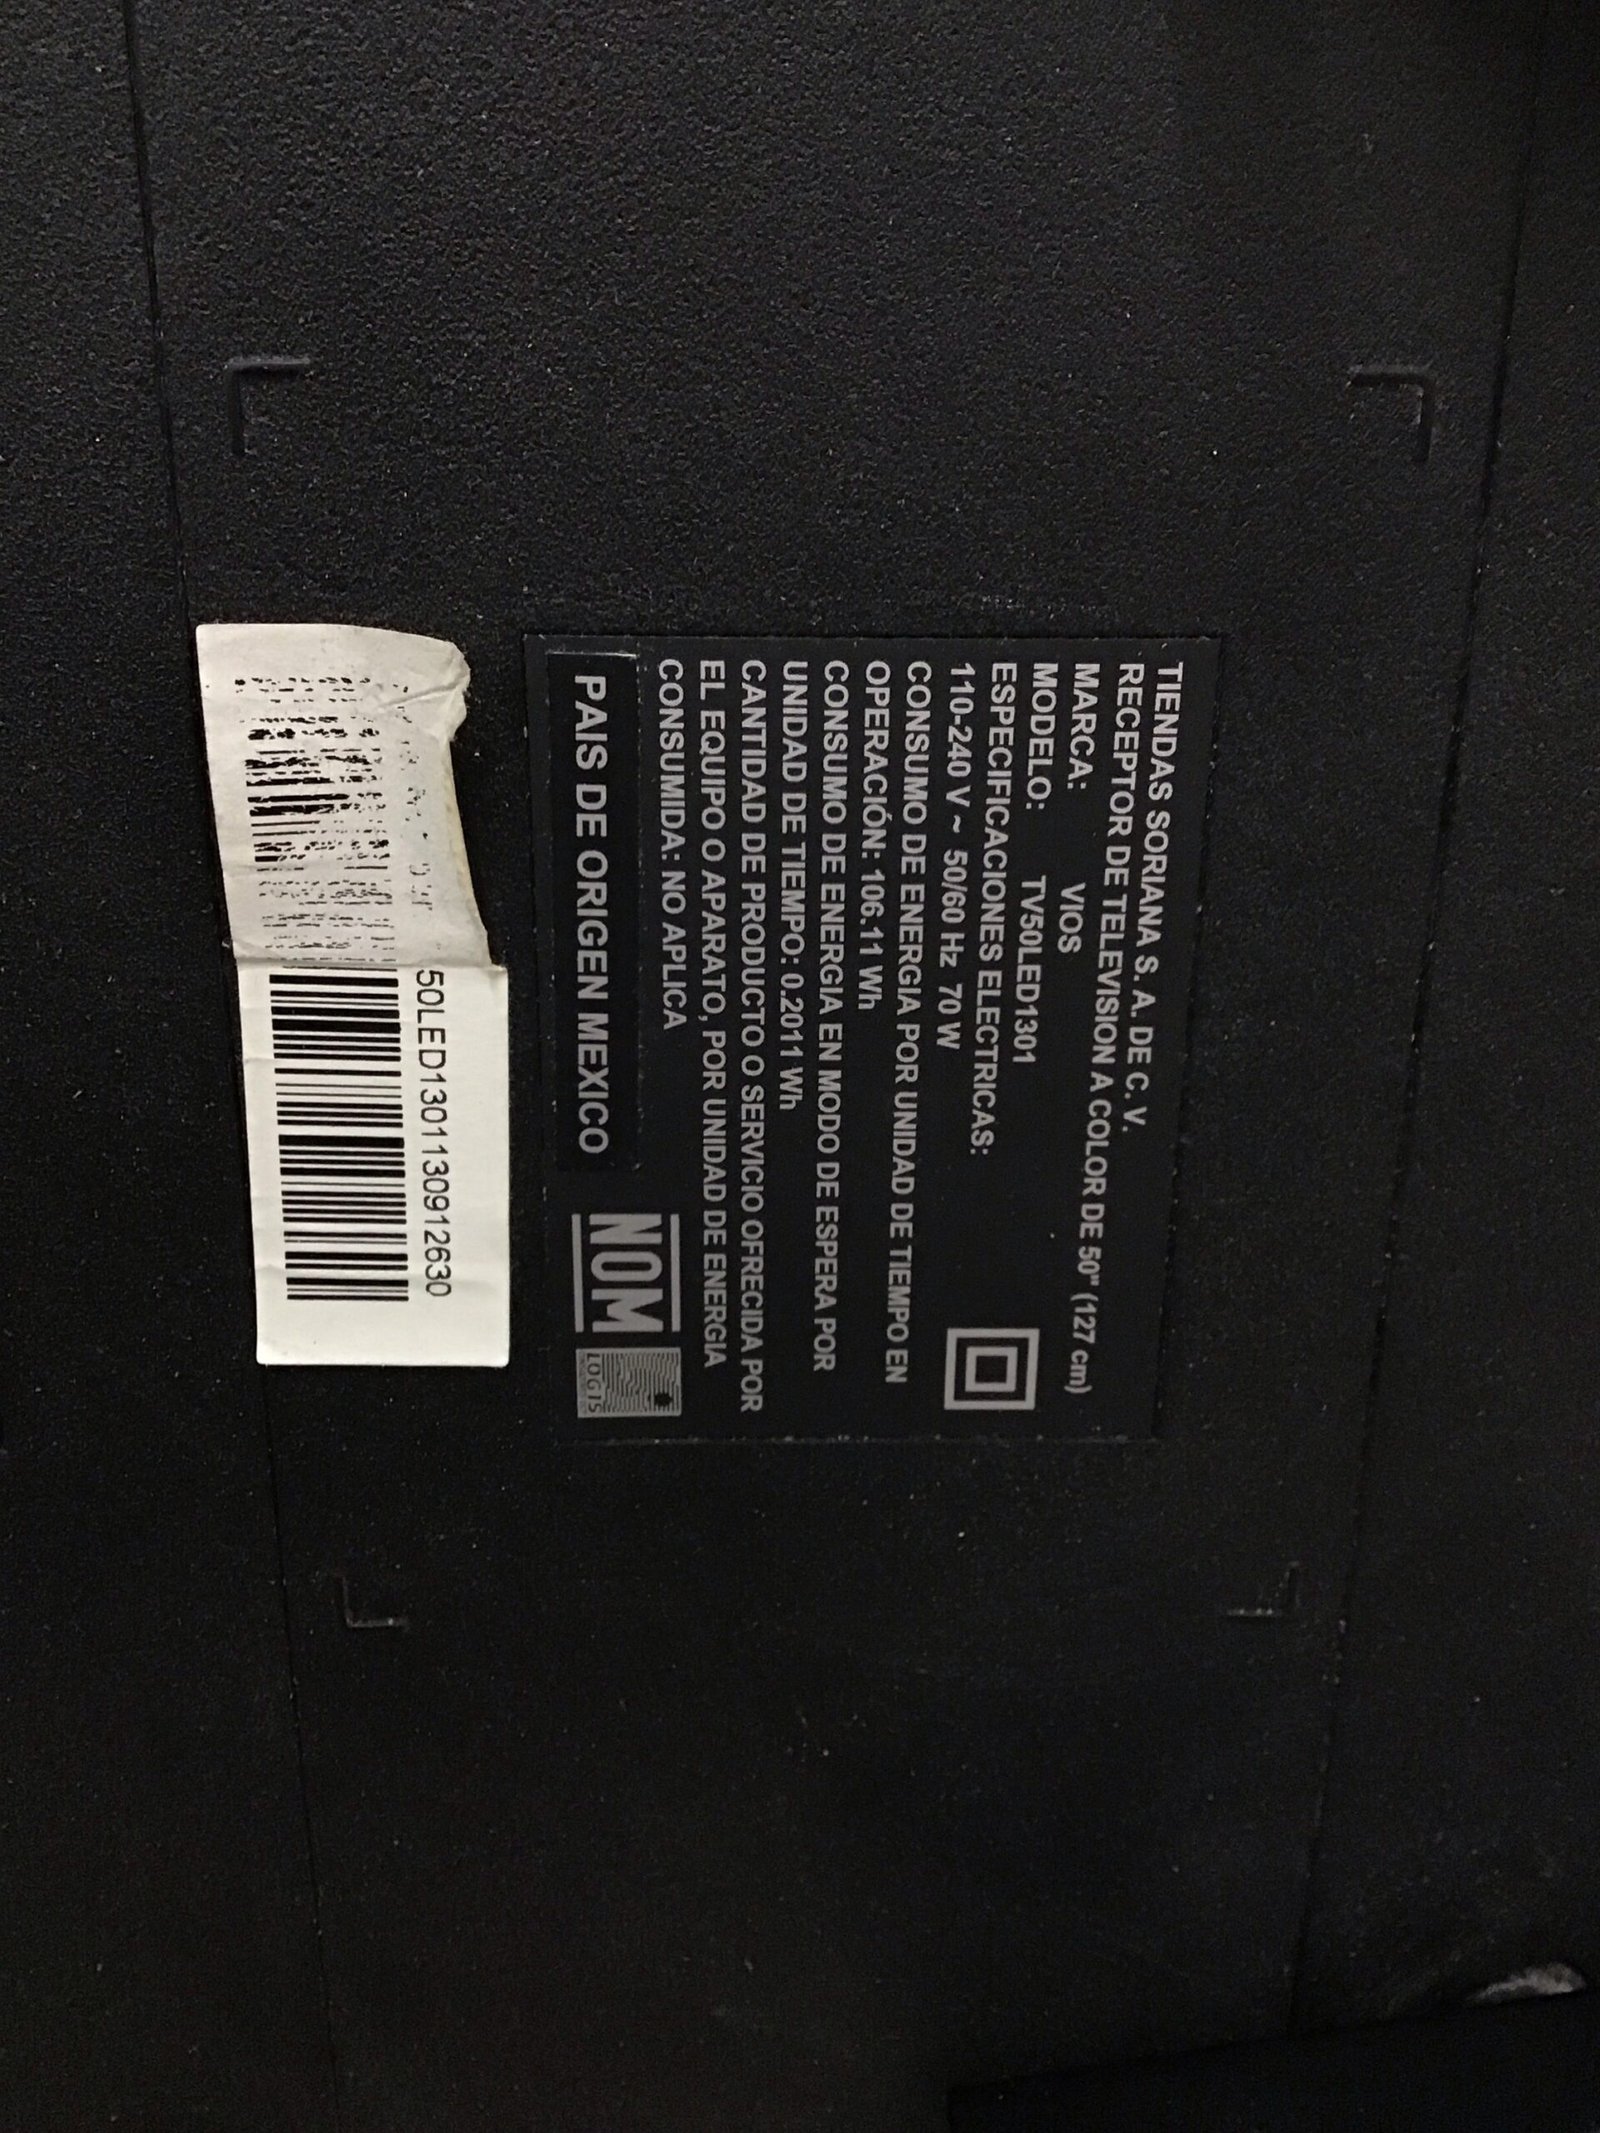 TIENDAS SORIANA S. A. DE C. V.
RECEPTOR DE TELEVISION A COLOR DE 50" (127 cm)
MARCA: VIOS
MODELO: TV50LED1301
ESPECIFICACIONES ELECTRICAS:
110-240 V ~ 50/60 Hz 70 W
CONSUMO DE ENERGIA POR UNIDAD DE TIEMPO EN
OPERACIÓN: 106.11 Wh
CONSUMO DE ENERGIA EN MODO DE ESPERA POR
UNIDAD DE TIEMPO: 0.2011 Wh
CANTIDAD DE PRODUCTO O SERVICIO OFRECIDA POR
EL EQUIPO O APARATO, POR UNIDAD DE ENERGIA
CONSUMIDA: NO APLICA
PAIS DE ORIGEN MEXICO
NOM
LOGIS
50LED1301130912630